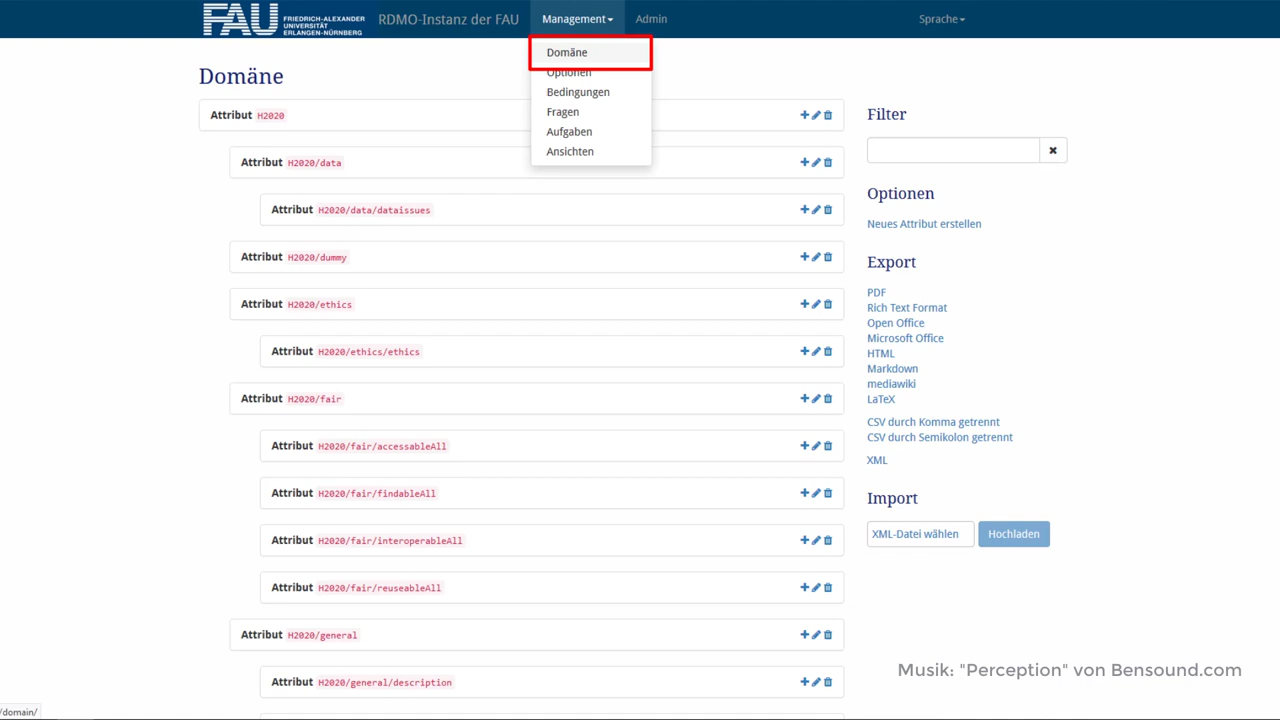 FAU FRIEDRICH-ALEXANDER
UNIVERSITÄT
ERLANGEN-NÜRNBERG
RDMO-Instanz der FAU
Management
Admin
Sprache
Domäne
Optionen
Bedingungen
Fragen
Aufgaben
Ansichten
Domäne
Attribut H2020
Attribut H2020/data
Attribut H2020/data/dataissues
Attribut H2020/dummy
Attribut H2020/ethics
Attribut H2020/ethics/ethics
Attribut H2020/fair
Attribut H2020/fair/accessableAll
Attribut H2020/fair/findableAll
Attribut H2020/fair/interoperableAll
Attribut H2020/fair/reuseableAll
Attribut H2020/general
Attribut H2020/general/description
Filter
Optionen
Neues Attribut erstellen
Export
PDF
Rich Text Format
Open Office
Microsoft Office
HTML
Markdown
mediawiki
LaTeX
CSV durch Komma getrennt
CSV durch Semikolon getrennt
XML
Import
XML-Datei wählen
Hochladen
Musik: "Perception" von Bensound.com
/domain/